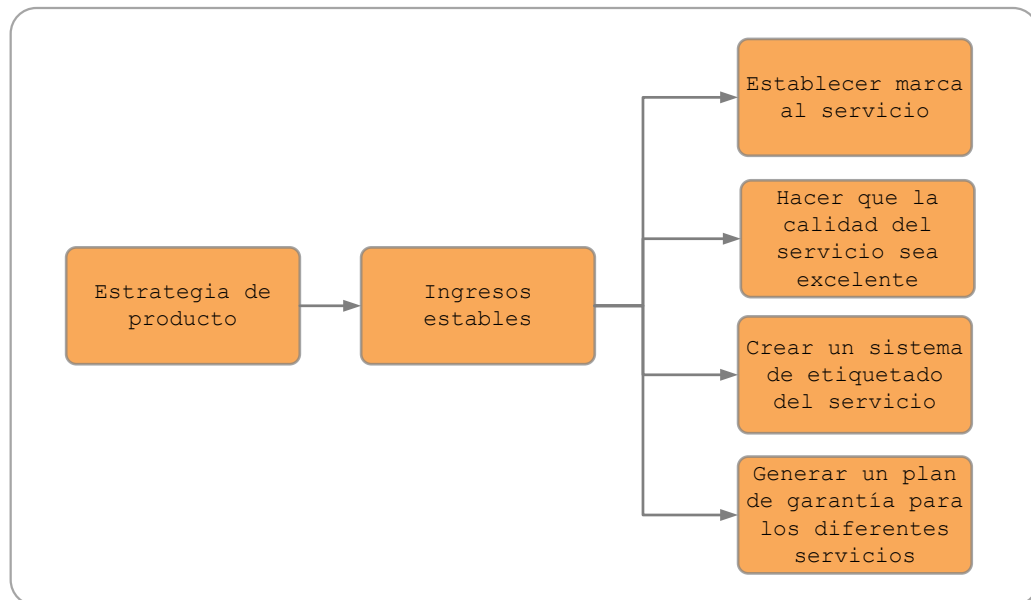 Establecer marca
al servicio
Hacer que la
calidad del
servicio sea
excelente
Estrategia de
producto
Ingresos
estables
Crear un sistema
de etiquetado
del servicio
Generar un plan
de garantía para
los diferentes
servicios